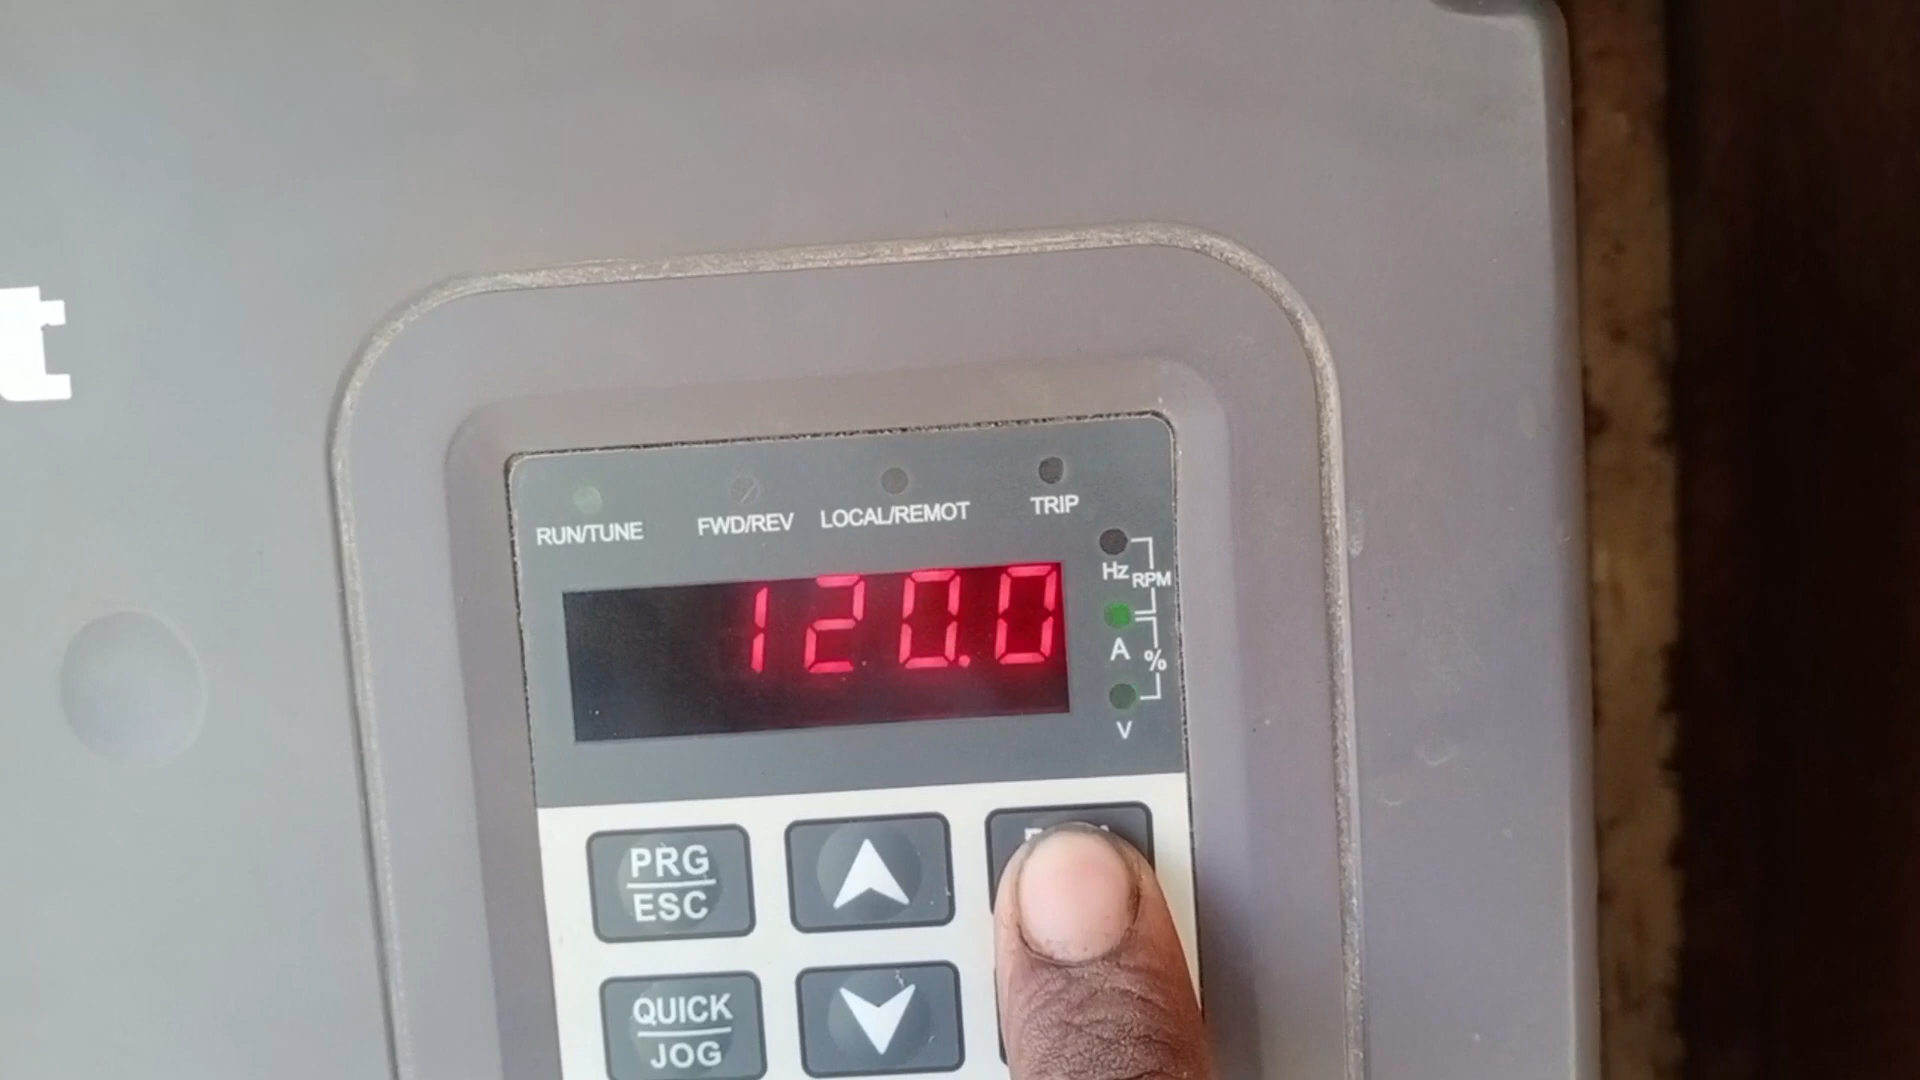 t
RUN/TUNE FWD/REV LOCAL/REMOT TRIP
Hz RPM
120.0
A %
V
PRG
ESC
QUICK
JOG